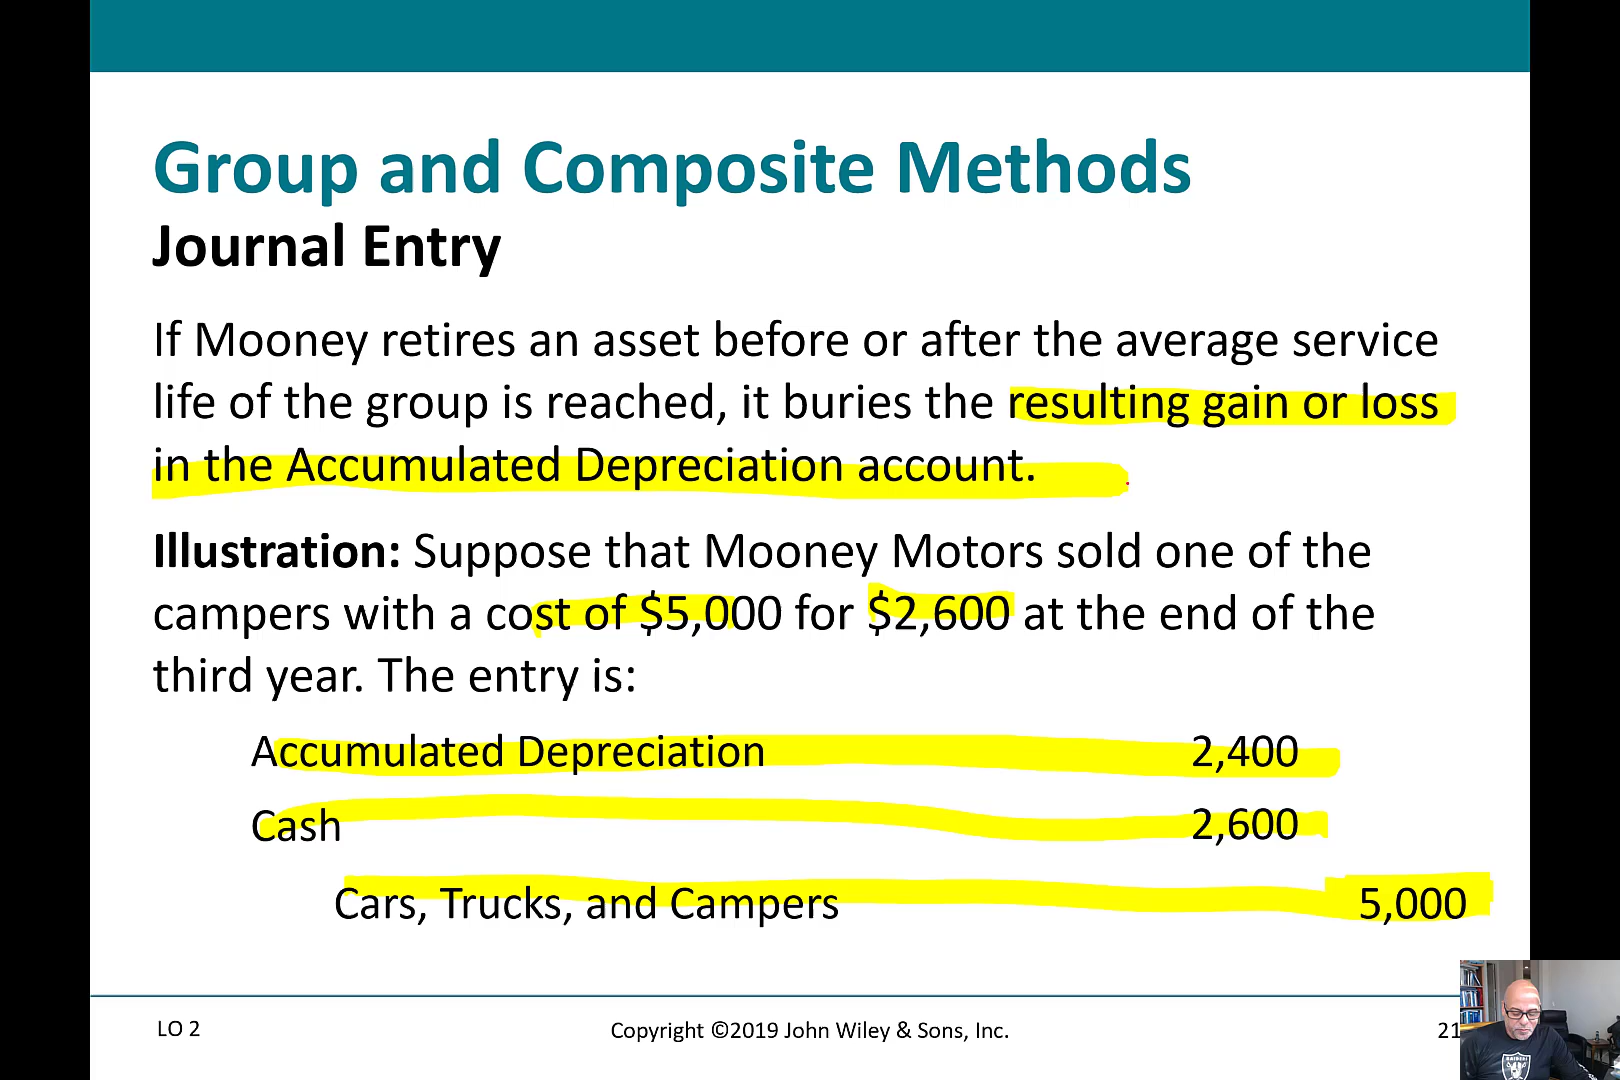 Group and Composite Methods
Journal Entry
If Mooney retires an asset before or after the average service
life of the group is reached, it buries the resulting gain or loss
in the Accumulated Depreciation account.
Illustration: Suppose that Mooney Motors sold one of the
campers with a cost of $5,000 for $2,600 at the end of the
third year. The entry is:
Accumulated Depreciation 2,400
Cash 2,600
Cars, Trucks, and Campers 5,000
LO 2 Copyright ©2019 John Wiley & Sons, Inc. 21
RAIDERS